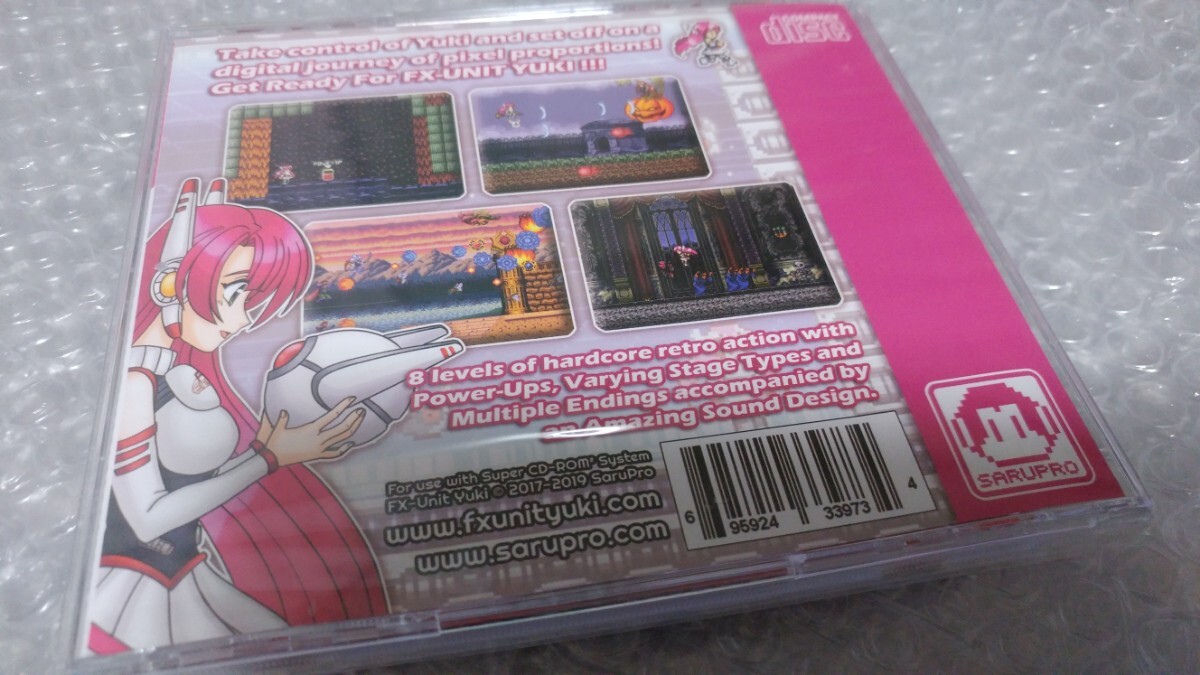 Take control of Yuki and set off on a
digital journey of pixel proportions!
Get Ready For FX-UNIT YUKI !!!
COMPACT
disc
8 levels of hardcore retro action with
Power-Ups, Varying Stage Types and
Multiple Endings accompanied by
an Amazing Sound Design.
For use with Super CD-ROM² System
FX-Unit Yuki © 2017-2019 SaruPro
www.fxunityuki.com
www.sarupro.com
6 95924 33973 4
SARUPRO